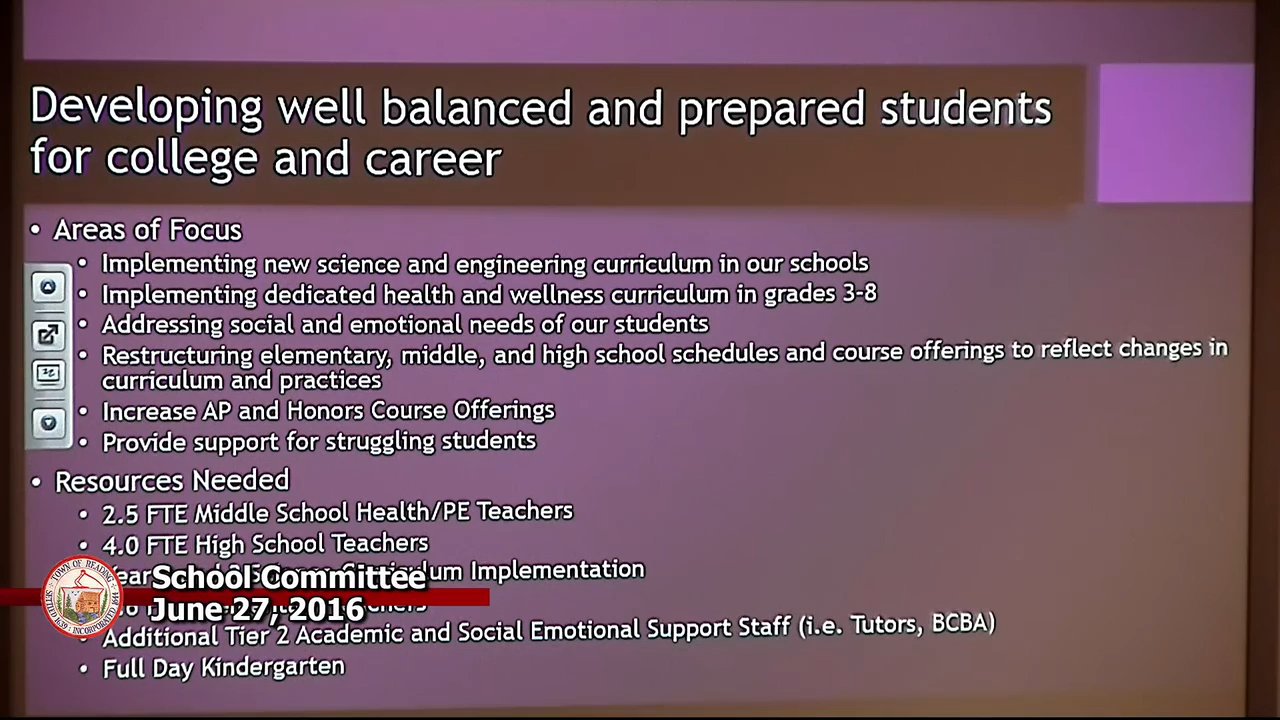 Developing well balanced and prepared students
for college and career
• Areas of Focus
• Implementing new science and engineering curriculum in our schools
• Implementing dedicated health and wellness curriculum in grades 3-8
• Addressing social and emotional needs of our students
• Restructuring elementary, middle, and high school schedules and course offerings to reflect changes in
curriculum and practices
• Increase AP and Honors Course Offerings
• Provide support for struggling students
• Resources Needed
• 2.5 FTE Middle School Health/PE Teachers
• 4.0 FTE High School Teachers
Implementation
School Committee
June 27, 2016
TOWN OF READING
Additional Tier 2 Academic and Social Emotional Support Staff (i.e. Tutors, BCBA)
• Full Day Kindergarten